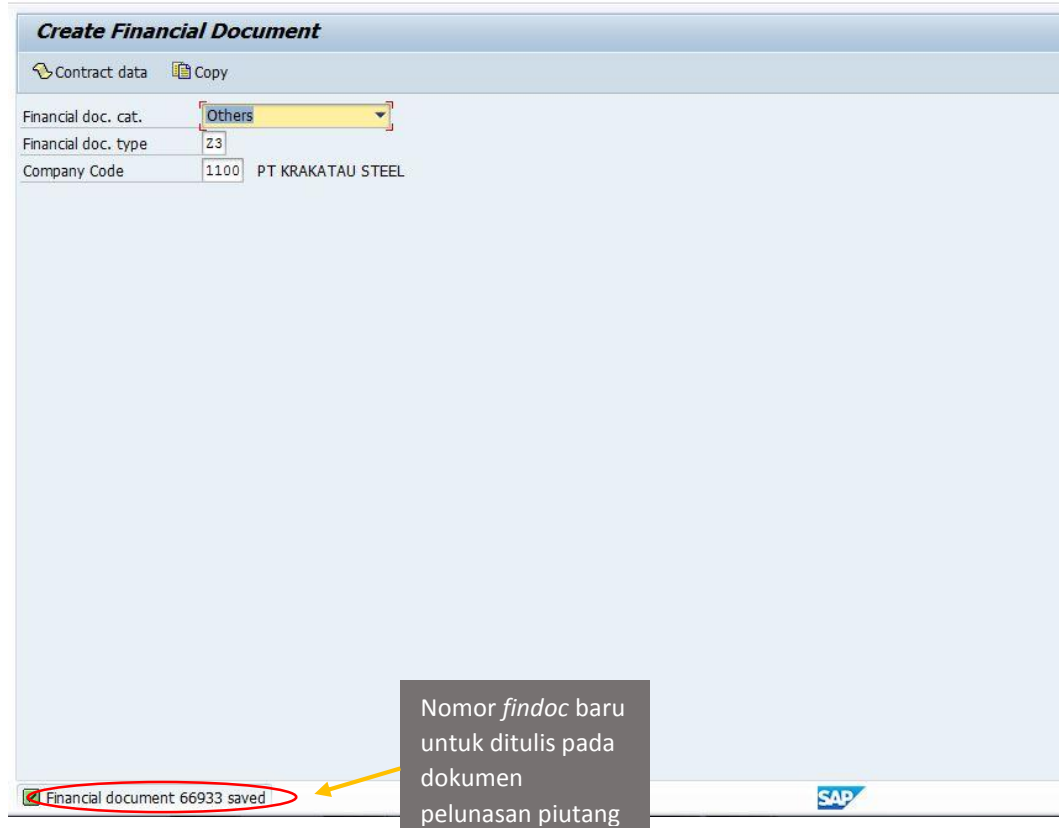 Create Financial Document
Contract data Copy
Financial doc. cat. Others
Financial doc. type Z3
Company Code 1100 PT KRAKATAU STEEL
Nomor findoc baru
untuk ditulis pada
dokumen
pelunasan piutang
Financial document 66933 saved
SAP